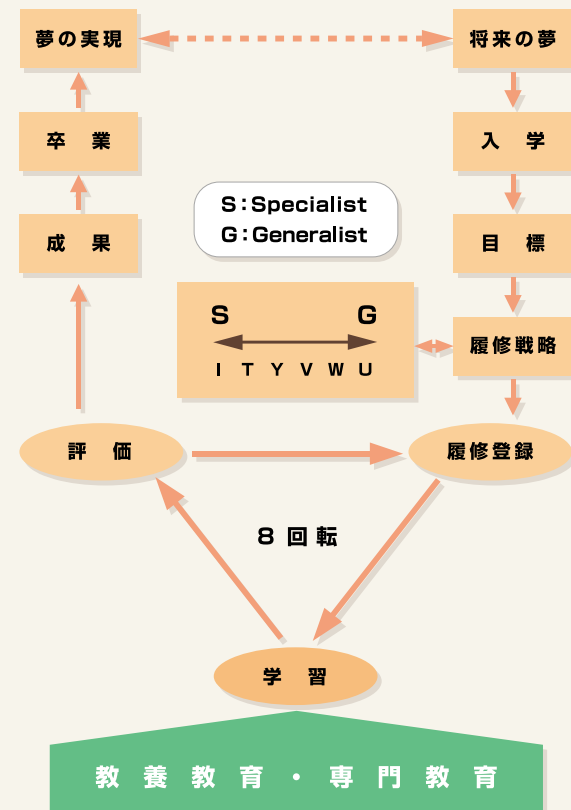 夢の実現
将来の夢
卒 業
入 学
S:Specialist
G:Generalist
成 果
目 標
S G
I T Y V W U
履修戦略
評 価
履修登録
8 回 転
学 習
教 養 教 育 ・ 専 門 教 育